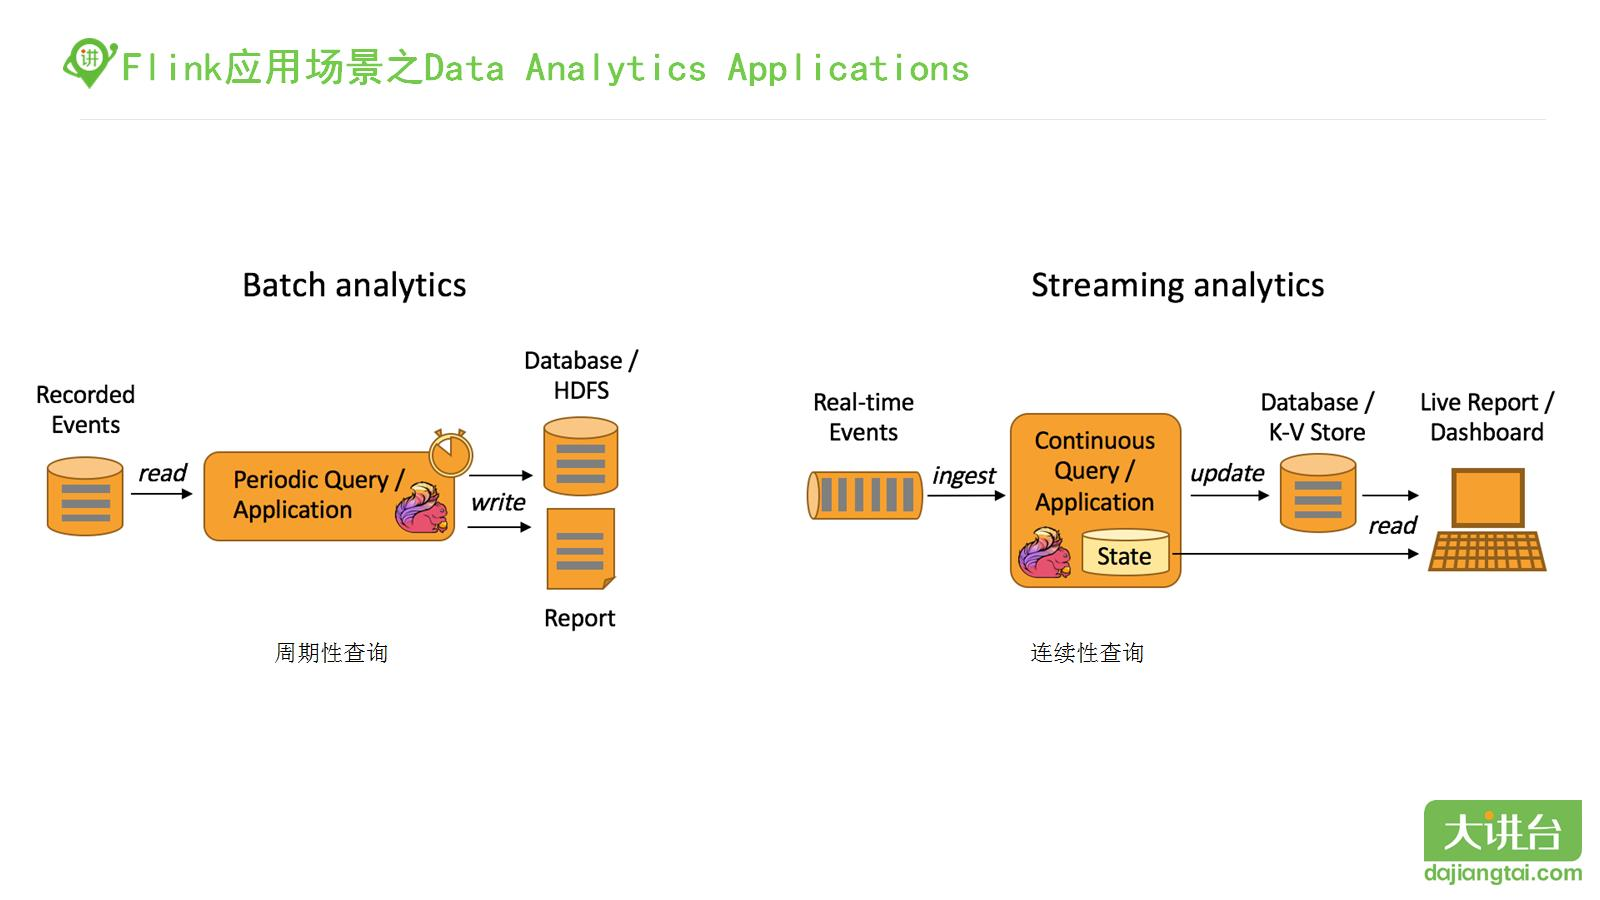 讲
Flink应用场景之Data Analytics Applications
Batch analytics
Recorded
Events
read
Periodic Query /
Application
write
Database /
HDFS
Report
周期性查询
Streaming analytics
Real-time
Events
ingest
Continuous
Query /
Application
State
update
Database /
K-V Store
read
Live Report /
Dashboard
连续性查询
大讲台
dajiangtai.com